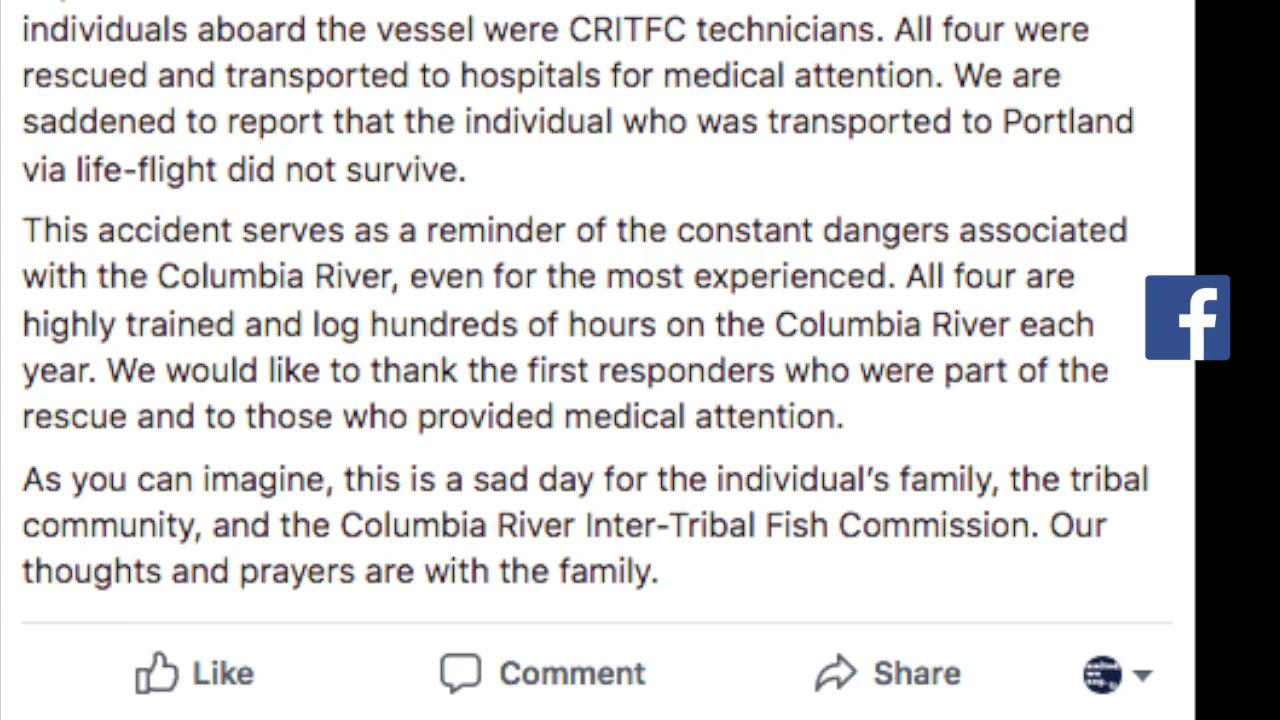 individuals aboard the vessel were CRITFC technicians. All four were
rescued and transported to hospitals for medical attention. We are
saddened to report that the individual who was transported to Portland
via life-flight did not survive.
This accident serves as a reminder of the constant dangers associated
with the Columbia River, even for the most experienced. All four are
highly trained and log hundreds of hours on the Columbia River each
year. We would like to thank the first responders who were part of the
rescue and to those who provided medical attention.
As you can imagine, this is a sad day for the individual's family, the tribal
community, and the Columbia River Inter-Tribal Fish Commission. Our
thoughts and prayers are with the family.
Like Comment Share
f